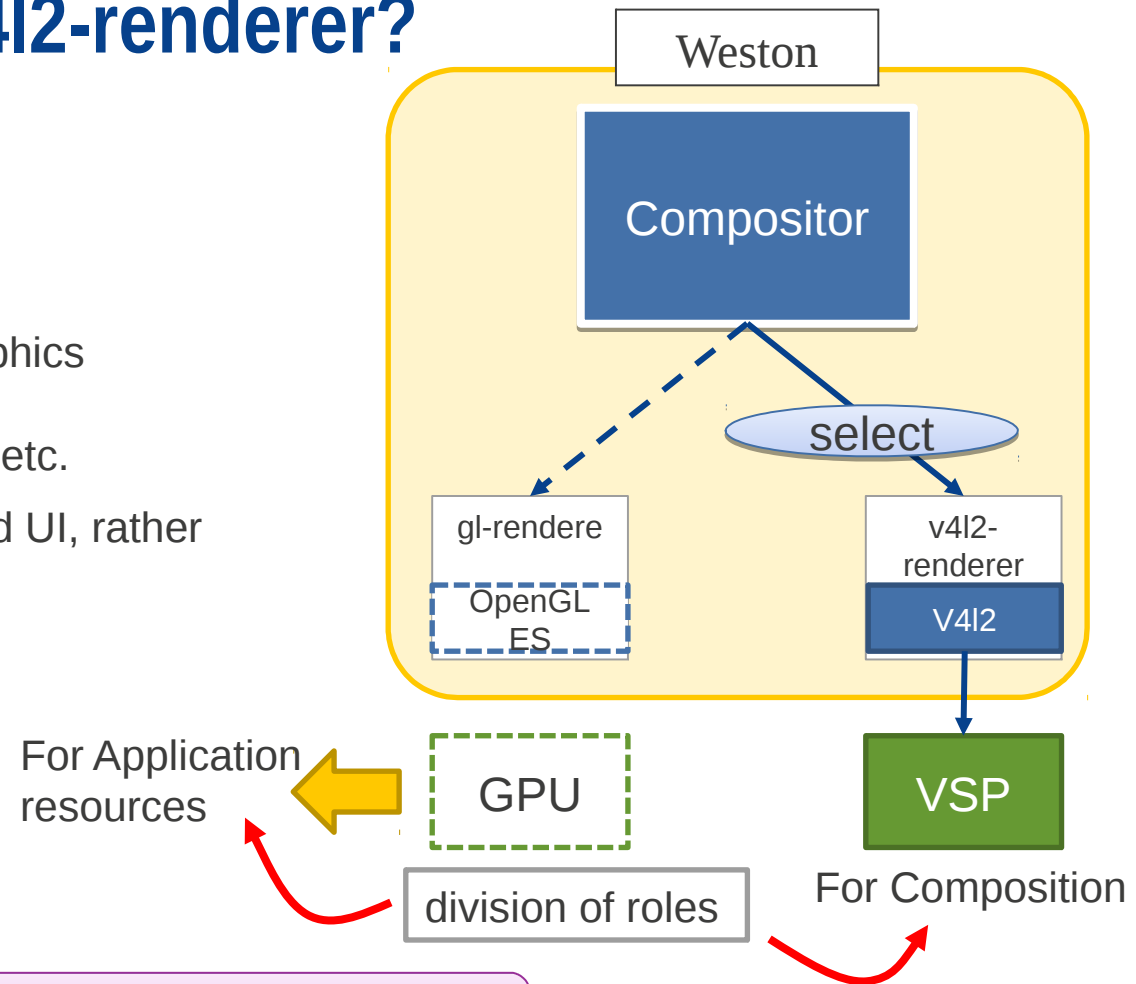 4l2-renderer?
Weston
Compositor
phics
select
etc.
d UI, rather
gl-rendere
v4l2-
renderer
OpenGL
ES
V4l2
For Application
resources
GPU
VSP
For Composition
division of roles